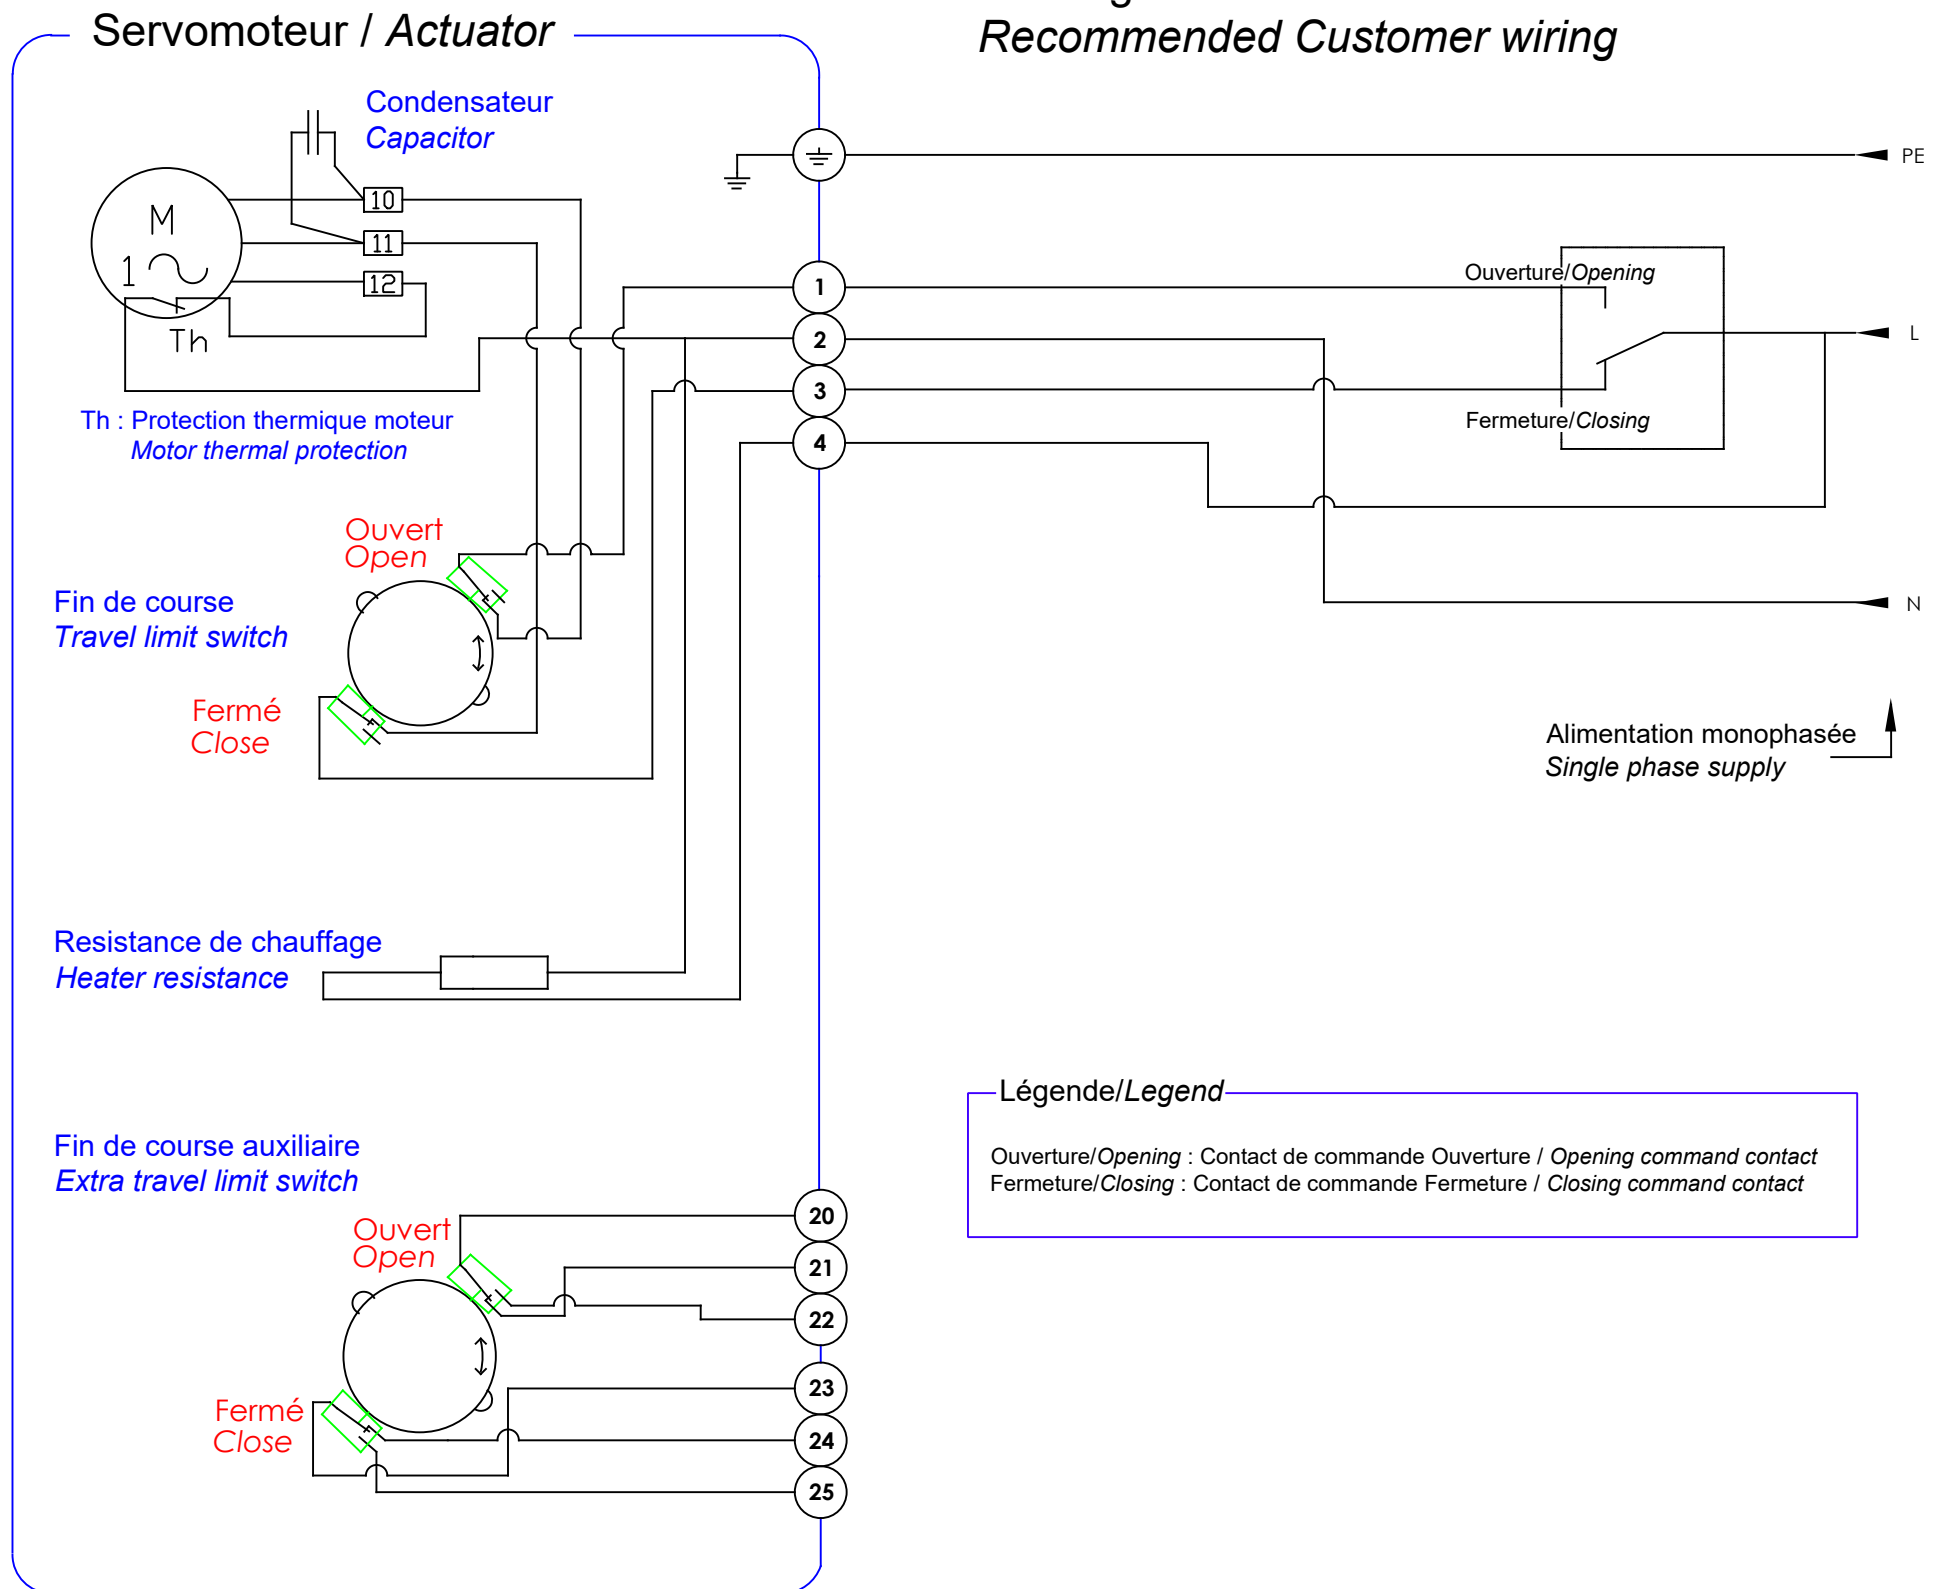 Servomoteur / Actuator
Recommended Customer wiring
Condensateur
Capacitor
PE
M
10
11
1
12
Th
1
2
3
4
Ouverture/Opening
L
Fermeture/Closing
Th : Protection thermique moteur
Motor thermal protection
Ouvert
Open
Fin de course
Travel limit switch
N
Fermé
Close
Alimentation monophasée
Single phase supply
Resistance de chauffage
Heater resistance
Légende/Legend
Ouverture/Opening : Contact de commande Ouverture / Opening command contact
Fermeture/Closing : Contact de commande Fermeture / Closing command contact
Fin de course auxiliaire
Extra travel limit switch
Ouvert
Open
20
21
22
23
24
25
Fermé
Close